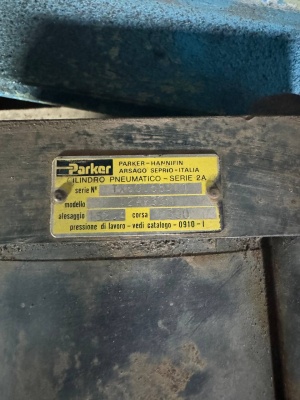 Parker
PARKER-HANNIFIN
ARSAGO SEPRIO-ITALIA
CILINDRO PNEUMATICO - SERIE 2A
serie N°
modello
alesaggio corsa
pressione di lavoro - vedi catalogo - 0910 - I